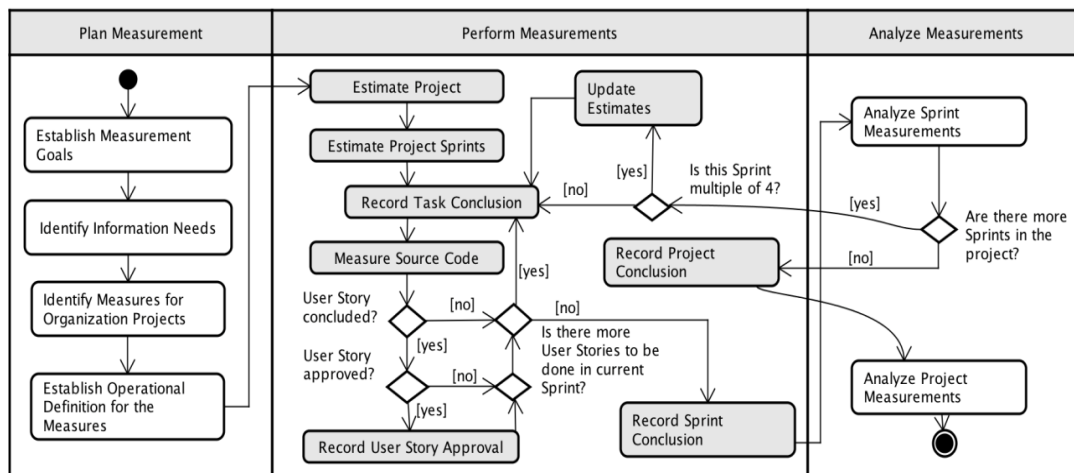 Plan Measurement
Perform Measurements
Analyze Measurements
Establish Measurement
Goals
Identify Information Needs
Identify Measures for
Organization Projects
Establish Operational
Definition for the
Measures
Estimate Project
Estimate Project Sprints
Record Task Conclusion
Measure Source Code
User Story
concluded?
[no]
[yes]
User Story
approved?
[no]
[yes]
Record User Story Approval
[yes]
[no]
Is there more
User Stories to be
done in current
Sprint?
Update
Estimates
[yes]
[no]
Is this Sprint
multiple of 4?
Record Project
Conclusion
Record Sprint
Conclusion
Analyze Sprint
Measurements
[yes]
[no]
Are there more
Sprints in the
project?
Analyze Project
Measurements